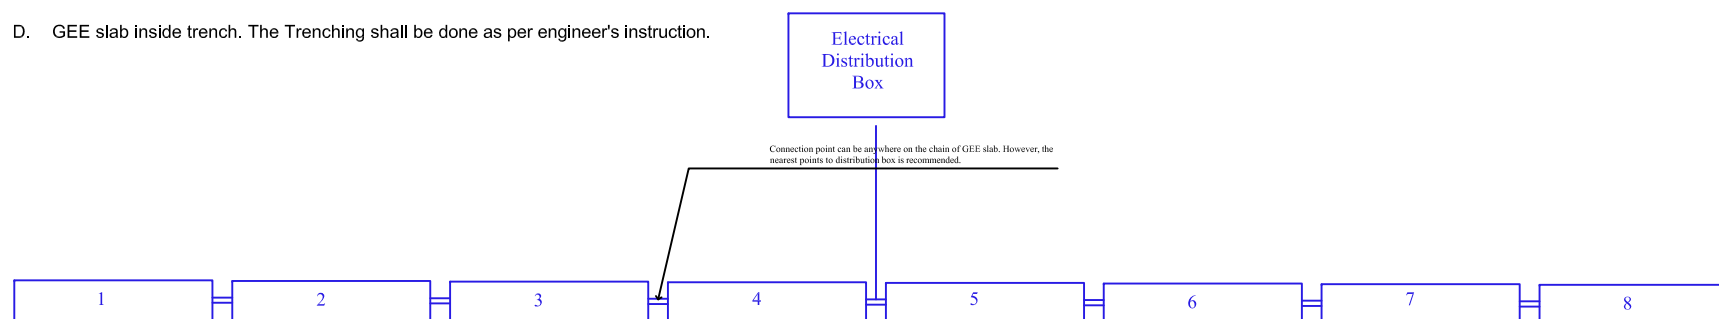 D. GEE slab inside trench. The Trenching shall be done as per engineer's instruction.
Electrical
Distribution
Box
Connection point can be anywhere on the chain of GEE slab. However, the
nearest points to distribution box is recommended.
1 2 3 4 5 6 7 8